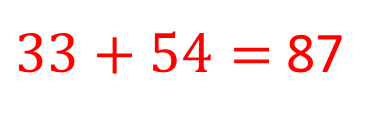 33 + 54 = 87